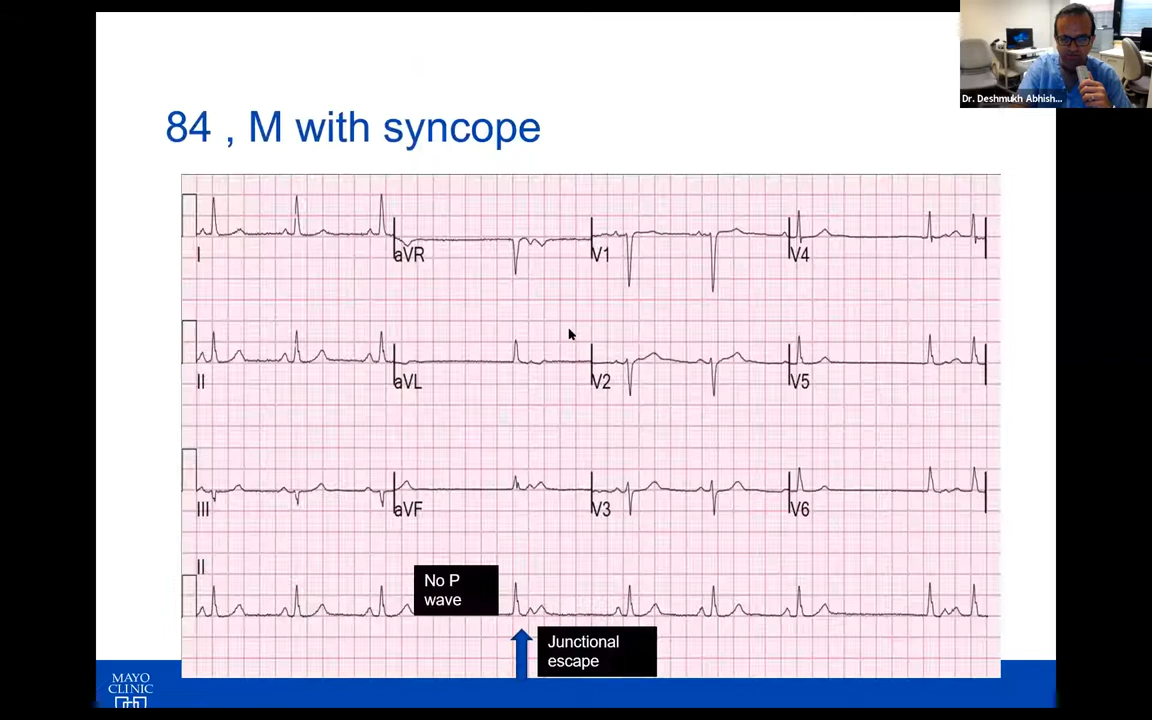 Dr. Deshmukh Abhish...
84 , M with syncope
I
aVR
V1
V4
II
aVL
V2
V5
III
aVF
V3
V6
II
No P
wave
Junctional
escape
MAYO
CLINIC